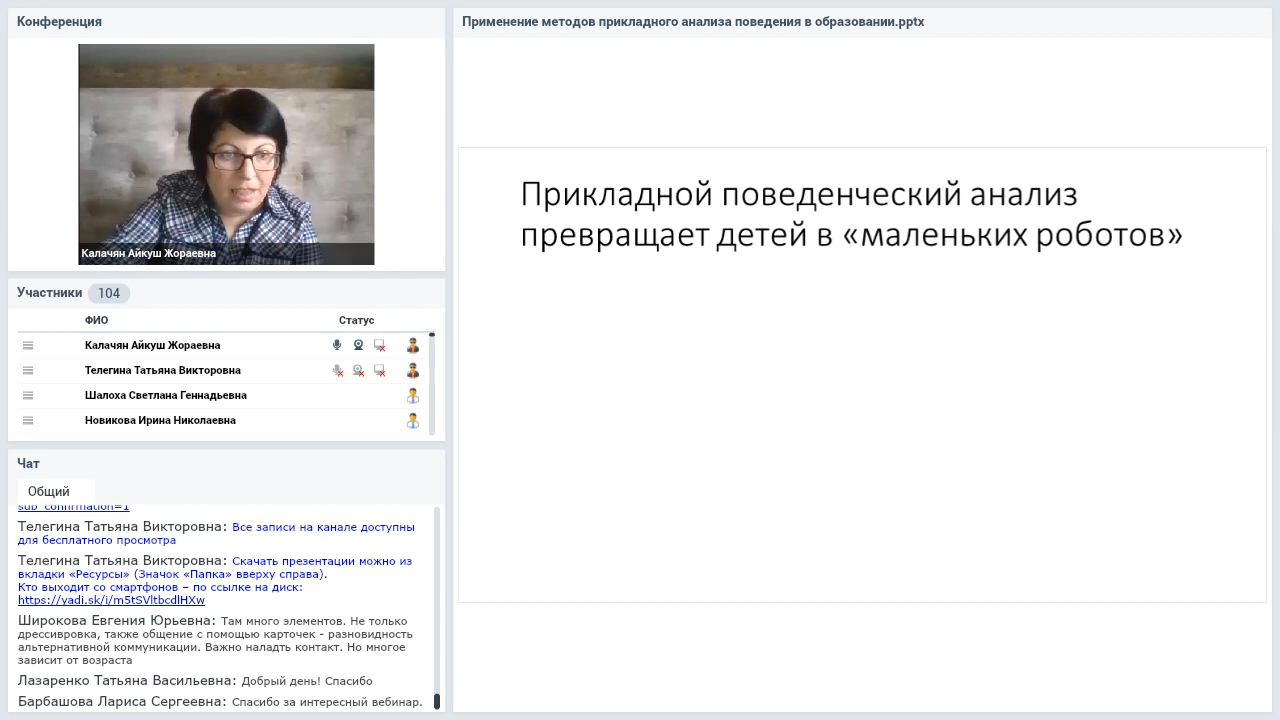 Конференция
Калачян Айкуш Жораевна
Участники 104
ФИО Статус
Калачян Айкуш Жораевна
Телегина Татьяна Викторовна
Шалоха Светлана Геннадьевна
Новикова Ирина Николаевна
Чат
Общий
sub_confirmation=1
Телегина Татьяна Викторовна: Все записи на канале доступны
для бесплатного просмотра
Телегина Татьяна Викторовна: Скачать презентации можно из
вкладки «Ресурсы» (Значок «Папка» вверху справа).
Кто выходит со смартфонов – по ссылке на диск:
https://yadi.sk/i/m5tSVltbcdlHXw
Широкова Евгения Юрьевна: Там много элементов. Не только
дрессивровка, также общение с помощью карточек - разновидность
альтернативной коммуникации. Важно наладть контакт. Но многое
зависит от возраста
Лазаренко Татьяна Васильевна: Добрый день! Спасибо
Барбашова Лариса Сергеевна: Спасибо за интересный вебинар.
Применение методов прикладного анализа поведения в образовании.pptx
Прикладной поведенческий анализ
превращает детей в «маленьких роботов»